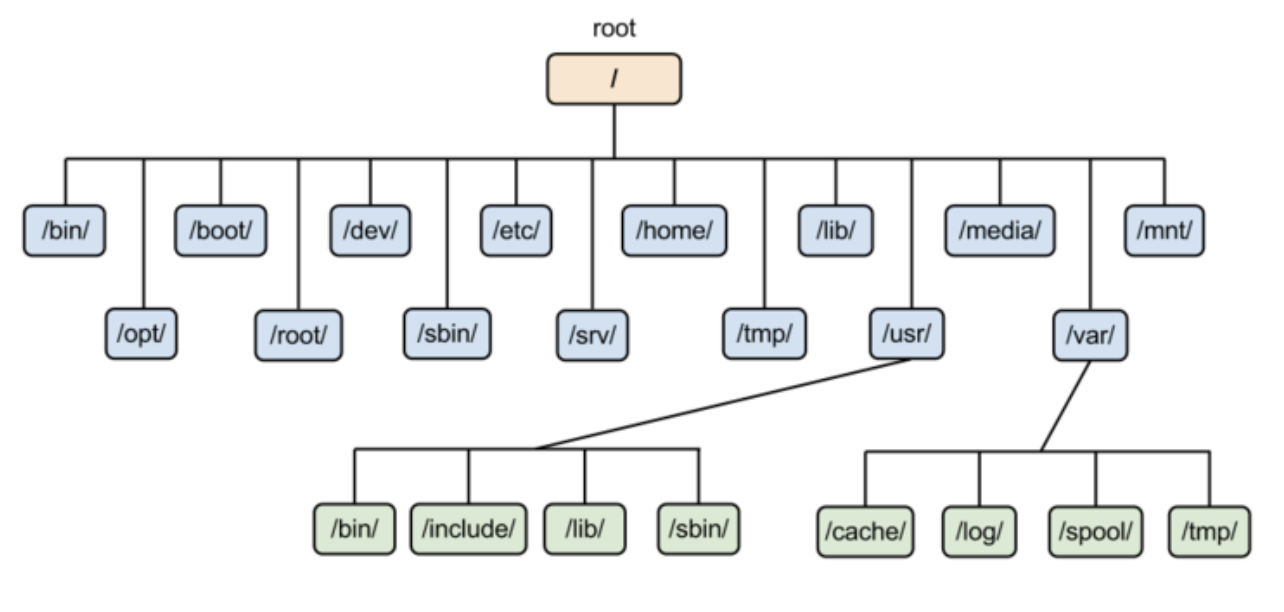 root
/
/bin/
/boot/
/dev/
/etc/
/home/
/lib/
/media/
/mnt/
/opt/
/root/
/sbin/
/srv/
/tmp/
/usr/
/var/
/bin/
/include/
/lib/
/sbin/
/cache/
/log/
/spool/
/tmp/